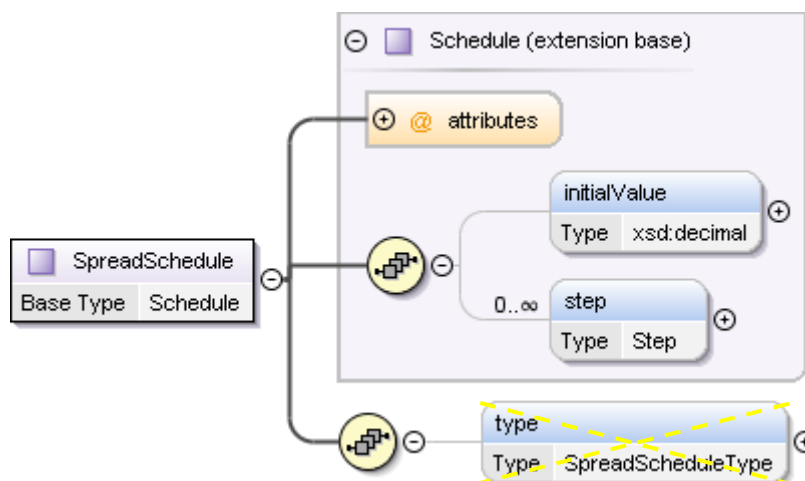 Schedule (extension base)
@ attributes
initialValue
Type xsd:decimal
SpreadSchedule
Base Type Schedule
0..∞ step
Type Step
type
Type SpreadScheduleType